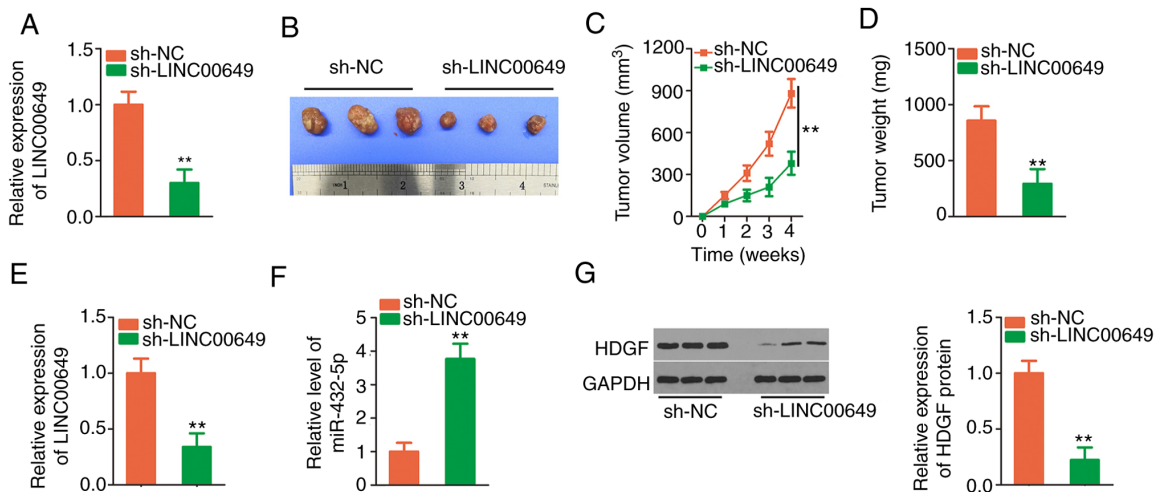 A
Relative expression
of LINC00649
1.5
1.0
0.5
0.0
sh-NC
sh-LINC00649
**
B
sh-NC
sh-LINC00649
1
2
3
4
C
Tumor volume (mm3)
1200
900
600
300
0
sh-NC
sh-LINC00649
**
0 1 2 3 4
Time (weeks)
D
Tumor weight (mg)
1500
1000
500
0
sh-NC
sh-LINC00649
**
E
Relative expression
of LINC00649
1.5
1.0
0.5
0.0
sh-NC
sh-LINC00649
**
F
Relative level of
miR-432-5p
5
4
3
2
1
0
sh-NC
sh-LINC00649
**
G
HDGF
GAPDH
sh-NC
sh-LINC00649
Relative expression
of HDGF protein
1.5
1.0
0.5
0.0
sh-NC
sh-LINC00649
**